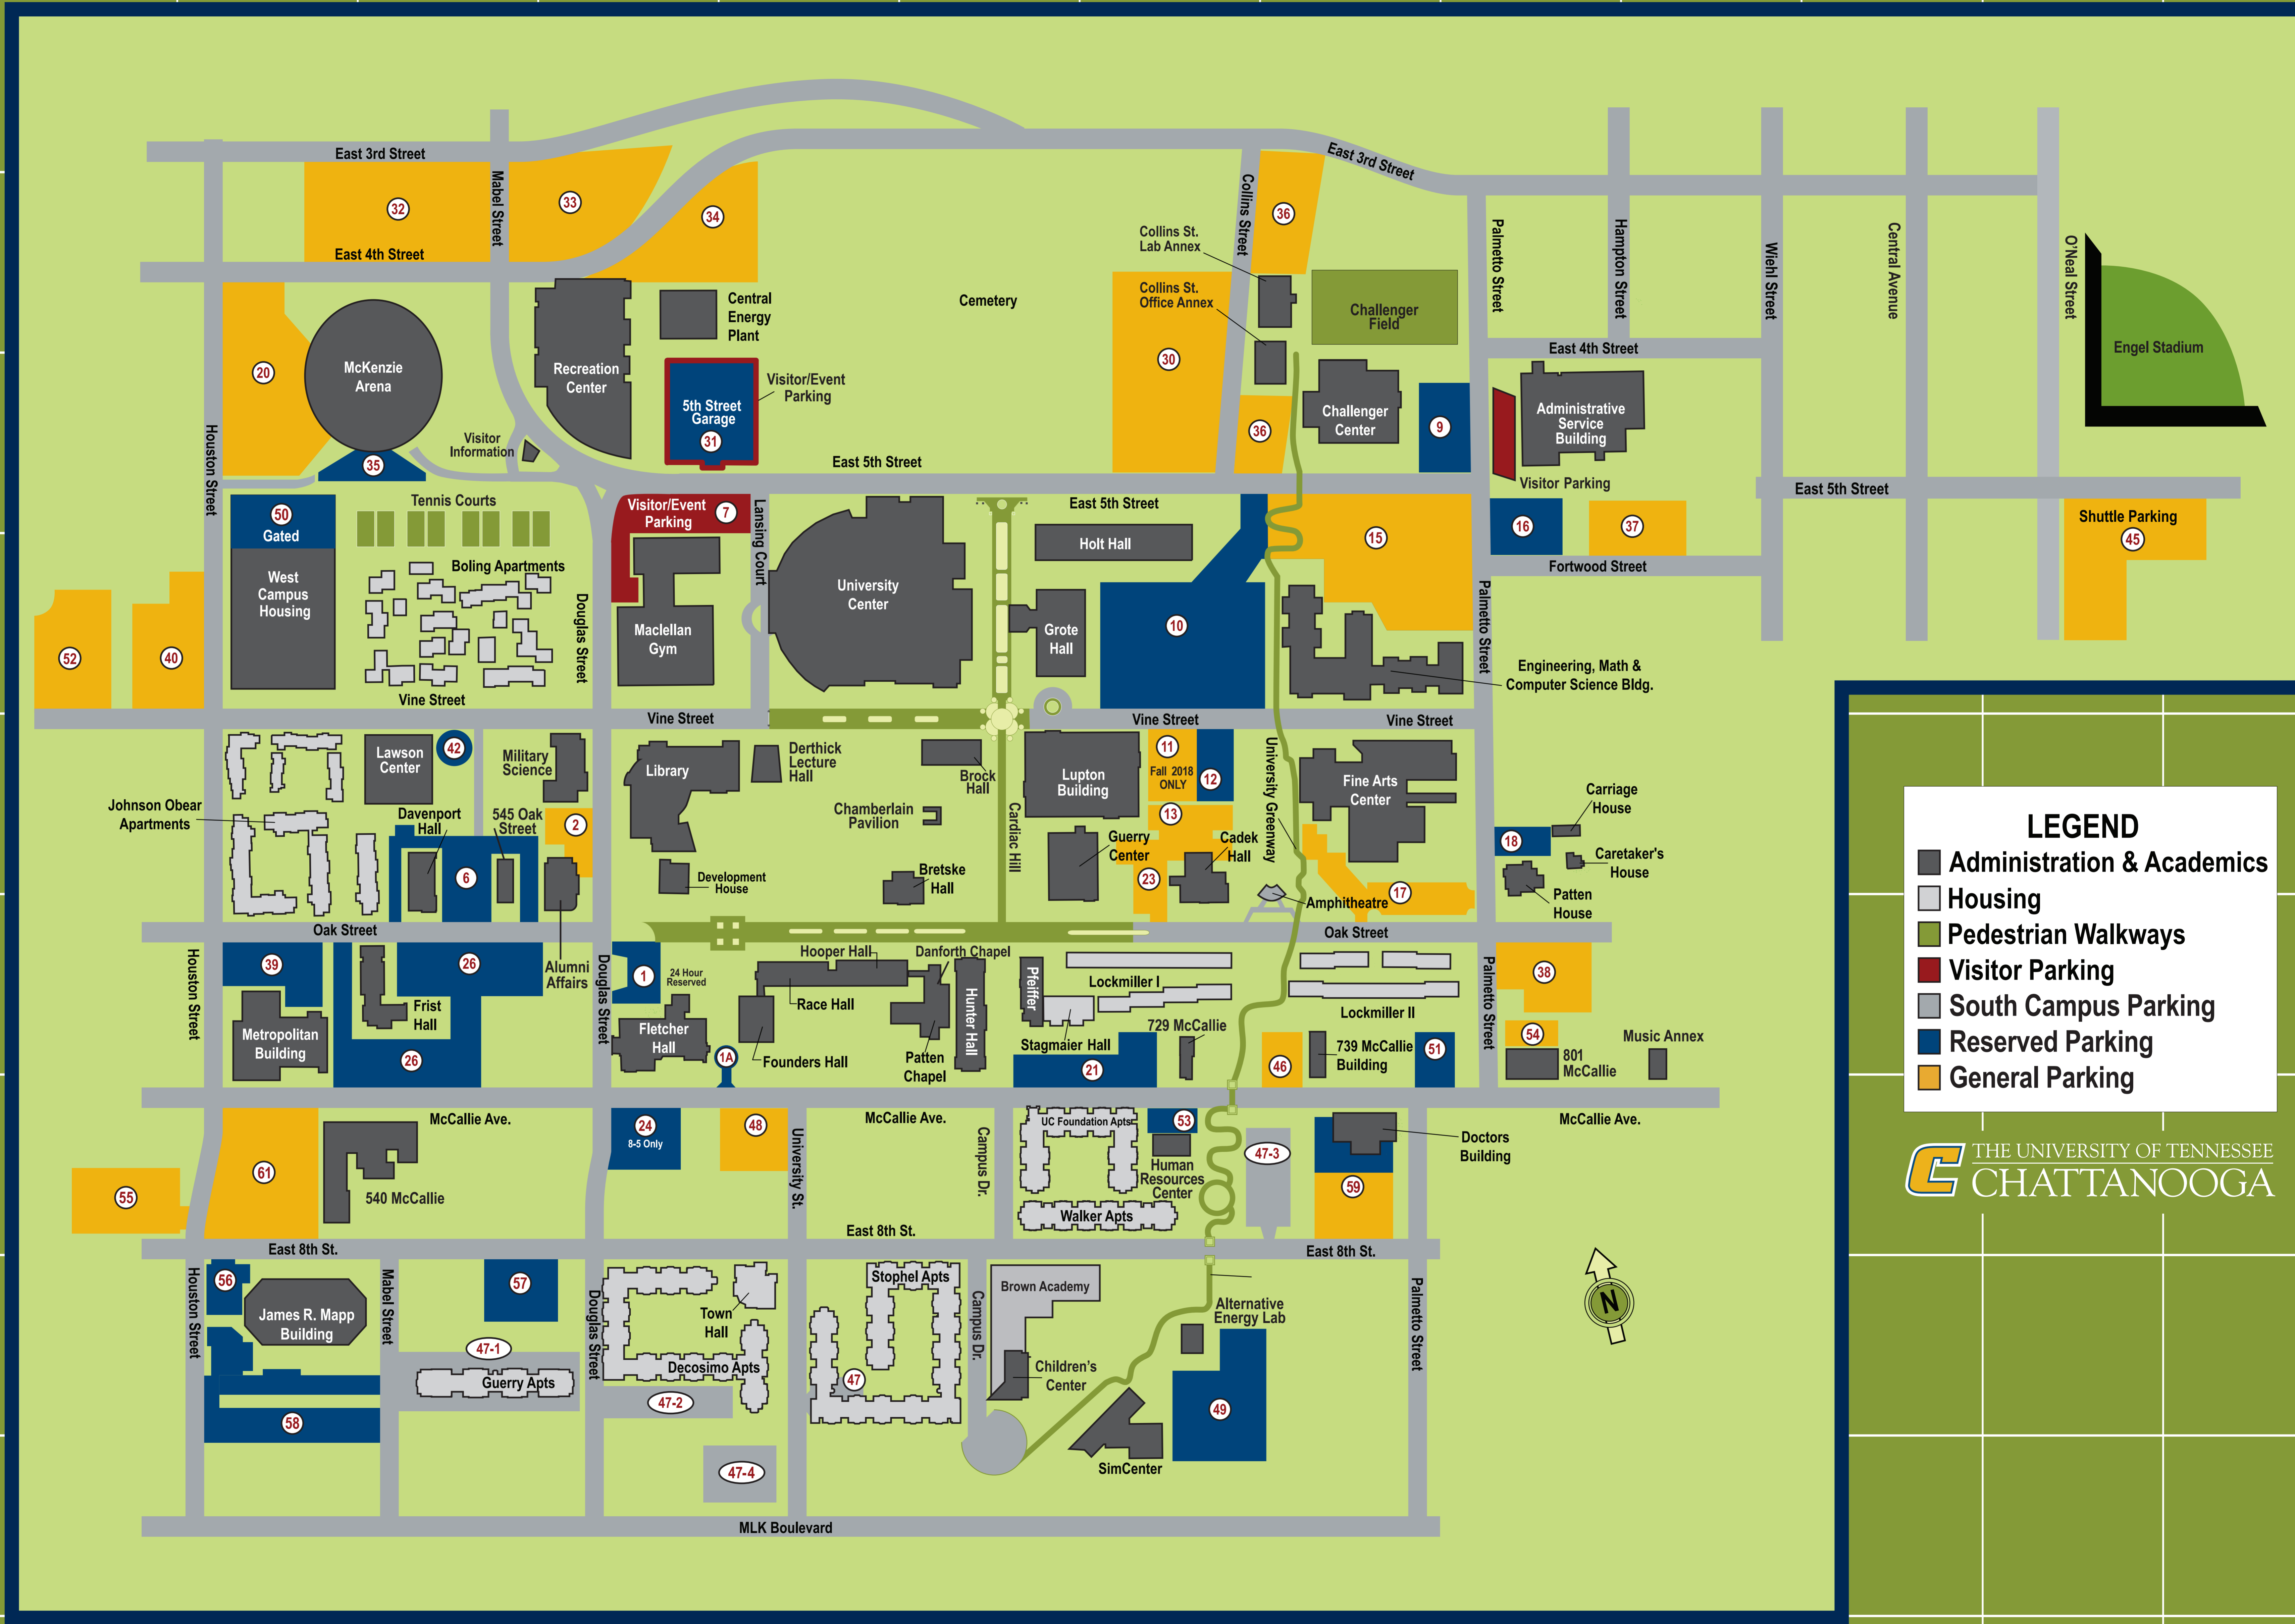 East 3rd Street
East 3rd Street
32
33
34
36
Mabel Street
Collins Street
East 4th Street
Collins St.
Lab Annex
Palmetto Street
Hampton Street
Wiehl Street
Central Avenue
O'Neal Street
Central
Energy
Plant
Cemetery
Collins St.
Office Annex
Challenger
Field
East 4th Street
Engel Stadium
20
McKenzie
Arena
Recreation
Center
Visitor/Event
Parking
5th Street
Garage
31
30
36
Challenger
Center
9
Administrative
Service
Building
Houston Street
35
Visitor
Information
East 5th Street
Visitor Parking
East 5th Street
50
Gated
Tennis Courts
Visitor/Event
Parking
7
Lansing Court
East 5th Street
16
37
Shuttle Parking
45
Holt Hall
15
Fortwood Street
West
Campus
Housing
Boling Apartments
Douglas Street
University
Center
Palmetto Street
52
40
Maclellan
Gym
Grote
Hall
10
Engineering, Math &
Computer Science Bldg.
Vine Street
Vine Street
Vine Street
Vine Street
Lawson
Center
42
Military
Science
Library
Derthick
Lecture
Hall
Brock
Hall
Lupton
Building
11
Fall 2018
ONLY
12
University Greenway
Fine Arts
Center
Carriage
House
Johnson Obear
Apartments
Davenport
Hall
545 Oak
Street
2
Chamberlain
Pavilion
Cardiac Hill
13
Guerry
Center
Cadek
Hall
18
Caretaker's
House
6
Development
House
Bretske
Hall
23
Amphitheatre
17
Patten
House
Oak Street
Oak Street
Houston Street
39
26
Alumni
Affairs
Douglas Street
1
24 Hour
Reserved
Hooper Hall
Danforth Chapel
Race Hall
Hunter Hall
Pfeiffer
Lockmiller I
Lockmiller II
Palmetto Street
38
Metropolitan
Building
Frist
Hall
26
Fletcher
Hall
1A
Founders Hall
Patten
Chapel
Stagmaier Hall
729 McCallie
21
46
739 McCallie
Building
51
54
801
McCallie
Music Annex
McCallie Ave.
McCallie Ave.
McCallie Ave.
61
55
540 McCallie
24
8-5 Only
48
University St.
Campus Dr.
UC Foundation Apts
53
Human
Resources
Center
Walker Apts
47-3
Doctors
Building
59
East 8th St.
East 8th St.
East 8th St.
Houston Street
56
James R. Mapp
Building
Mabel Street
57
Douglas Street
Town
Hall
Stophel Apts
Campus Dr.
Brown Academy
Alternative
Energy Lab
Palmetto Street
N
47-1
Guerry Apts
Decosimo Apts
47-2
47
Children's
Center
58
49
47-4
SimCenter
MLK Boulevard
LEGEND
Administration & Academics
Housing
Pedestrian Walkways
Visitor Parking
South Campus Parking
Reserved Parking
General Parking
C
THE UNIVERSITY OF TENNESSEE
CHATTANOOGA